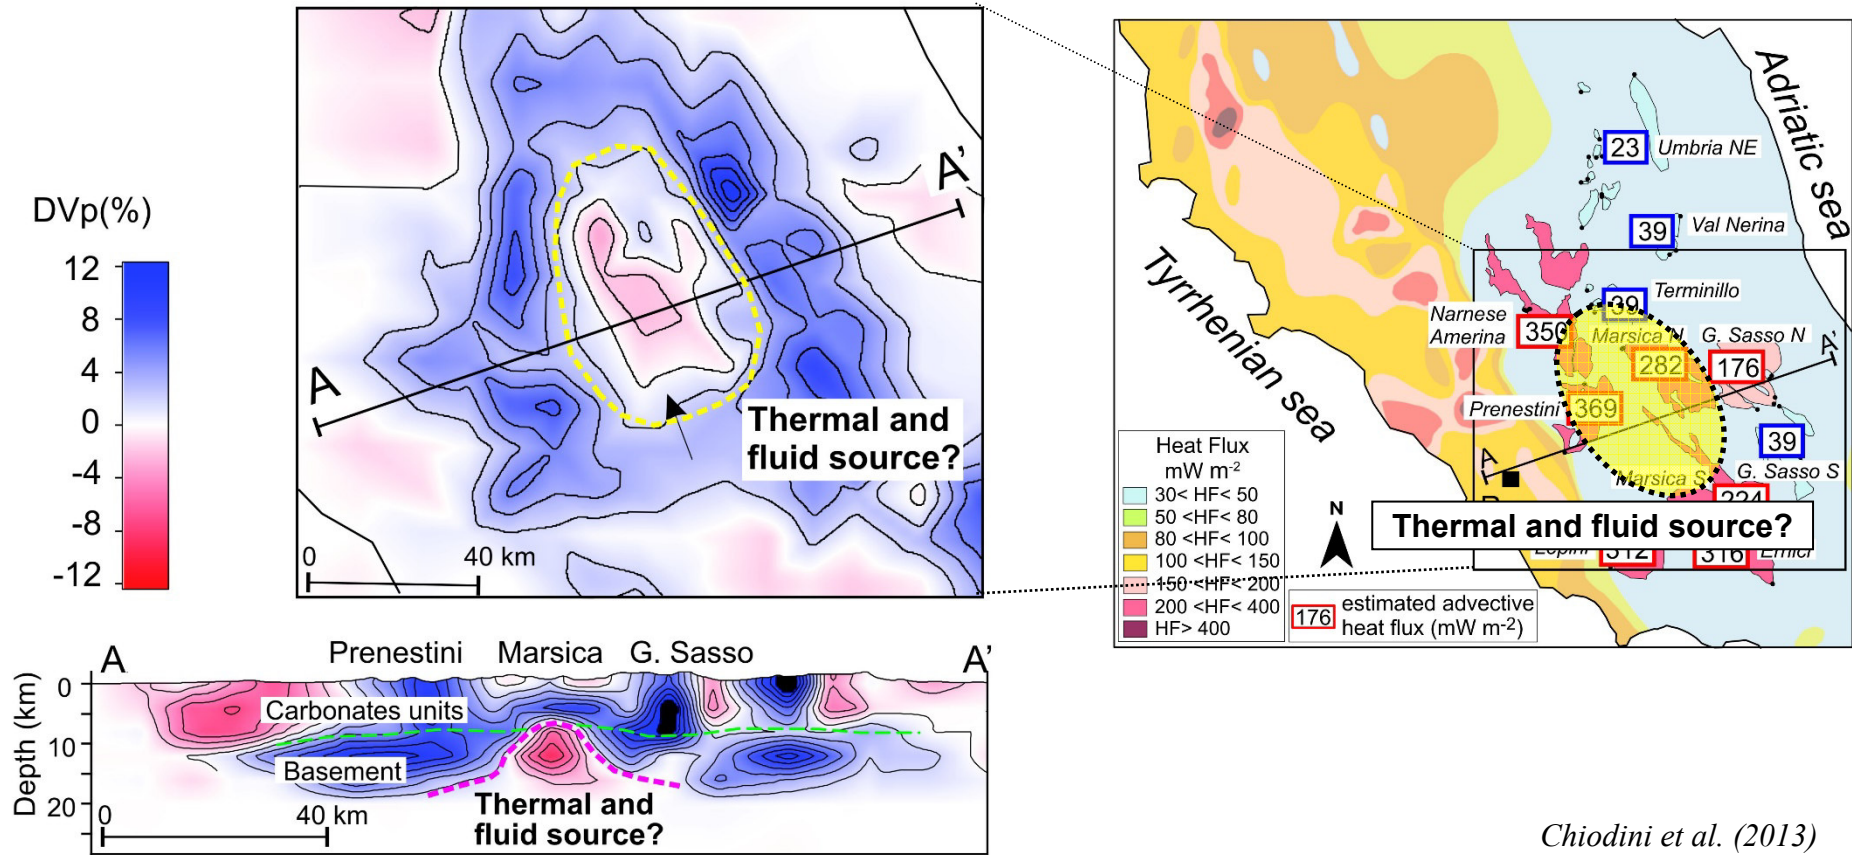 DVp(%)
12
8
4
0
-4
-8
-12
A
A'
Thermal and
fluid source?
0
40 km
Adriatic sea
Tyrrhenian sea
23
Umbria NE
39
Val Nerina
39
Terminillo
Narnese
Amerina
350
Marsica N
282
G. Sasso N
176
A'
Prenestini
369
39
A
Marsica S
G. Sasso S
224
Thermal and fluid source?
Lepini
312
316
Ernici
N
Heat Flux
mW m-2
30< HF< 50
50 <HF< 80
80 <HF< 100
100 <HF< 150
150 <HF< 200
200 <HF< 400
HF> 400
176
estimated advective
heat flux (mW m-2)
A
Prenestini
Marsica
G. Sasso
A'
Depth (km)
0
10
20
Carbonates units
Basement
Thermal and
fluid source?
0
40 km
Chiodini et al. (2013)